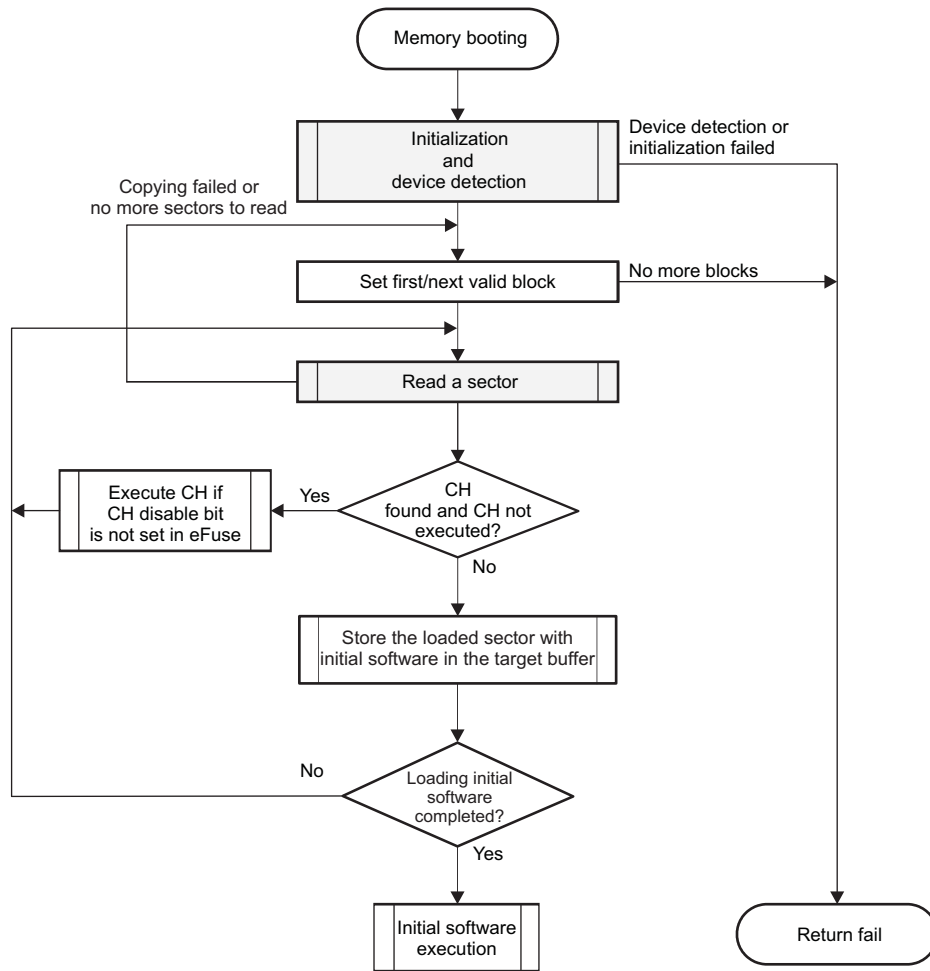 Memory booting
Initialization
and
device detection
Device detection or
initialization failed
Copying failed or
no more sectors to read
Set first/next valid block
No more blocks
Read a sector
CH
found and CH not
executed?
Yes
Execute CH if
CH disable bit
is not set in eFuse
No
Store the loaded sector with
initial software in the target buffer
No
Loading initial
software
completed?
Yes
Initial software
execution
Return fail